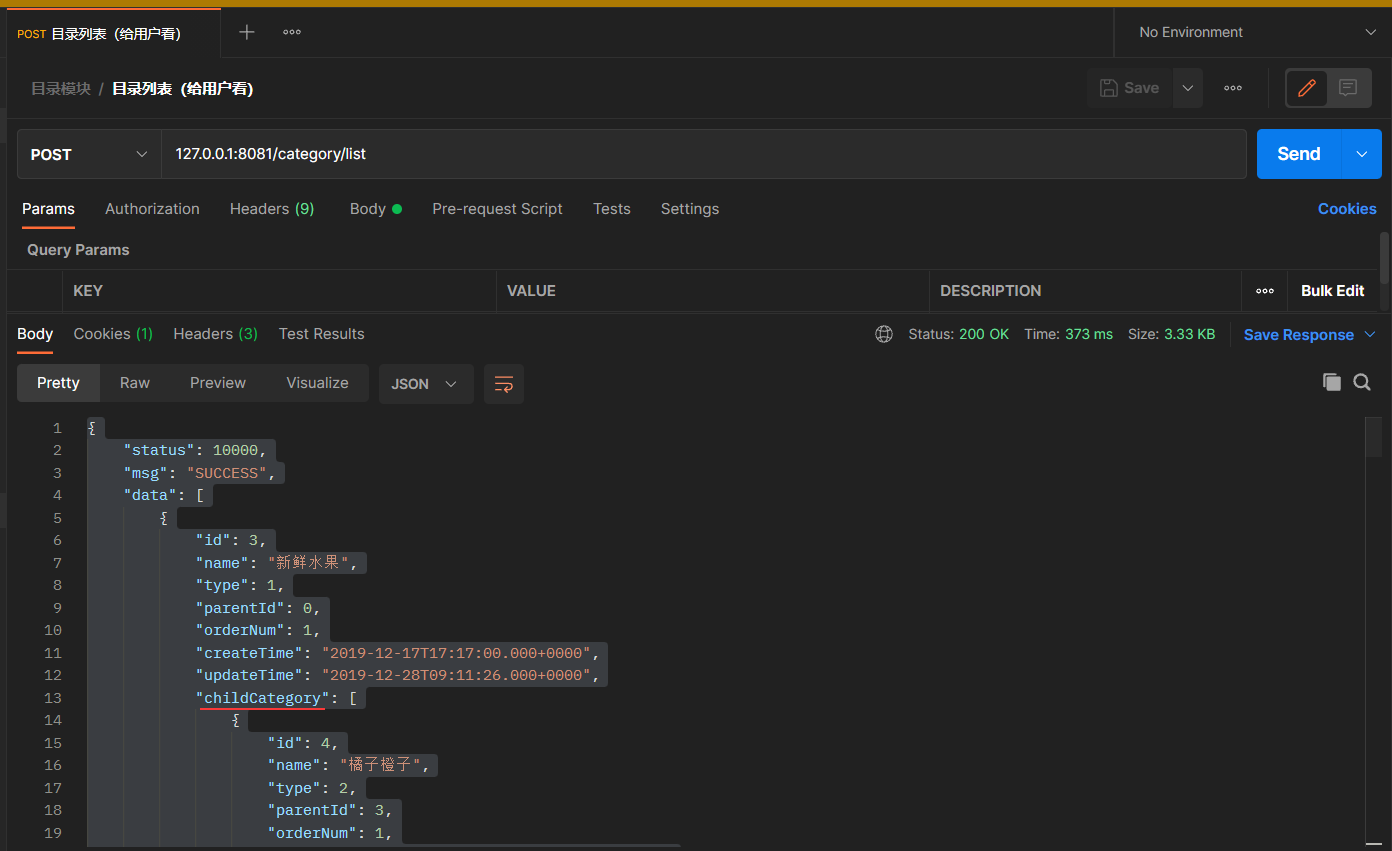 POST 目录列表（给用户看）
No Environment
目录模块 / 目录列表（给用户看）
Save
POST 127.0.0.1:8081/category/list Send
Params Authorization Headers (9) Body Pre-request Script Tests Settings Cookies
Query Params
KEY VALUE DESCRIPTION Bulk Edit
Body Cookies (1) Headers (3) Test Results Status: 200 OK Time: 373 ms Size: 3.33 KB Save Response
Pretty Raw Preview Visualize JSON
1 {
2 "status": 10000,
3 "msg": "SUCCESS",
4 "data": [
5 {
6 "id": 3,
7 "name": "新鲜水果",
8 "type": 1,
9 "parentId": 0,
10 "orderNum": 1,
11 "createTime": "2019-12-17T17:17:00.000+0000",
12 "updateTime": "2019-12-28T09:11:26.000+0000",
13 "childCategory": [
14 {
15 "id": 4,
16 "name": "橘子橙子",
17 "type": 2,
18 "parentId": 3,
19 "orderNum": 1,